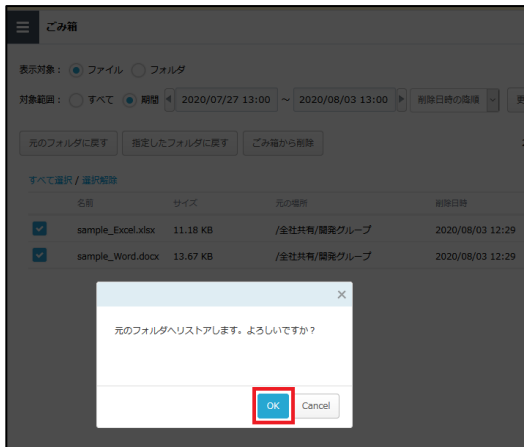 ごみ箱
表示対象： ファイル フォルダ
対象範囲： すべて 期間 2020/07/27 13:00 ～ 2020/08/03 13:00 削除日時の降順
元のフォルダに戻す 指定したフォルダに戻す ごみ箱から削除
すべて選択 / 選択解除
名前 サイズ 元の場所 削除日時
sample_Excel.xlsx 11.18 KB /全社共有/開発グループ 2020/08/03 12:29
sample_Word.docx 13.67 KB /全社共有/開発グループ 2020/08/03 12:29
元のフォルダへリストアします。よろしいですか？
OK Cancel